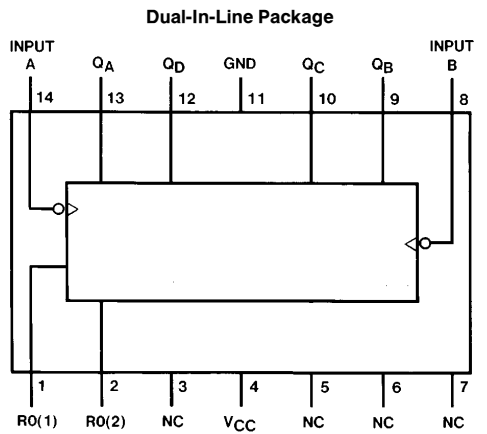 Dual-In-Line Package
INPUT A QA QD GND QC QB INPUT B
14 13 12 11 10 9 8
1 2 3 4 5 6 7
R0(1) R0(2) NC VCC NC NC NC